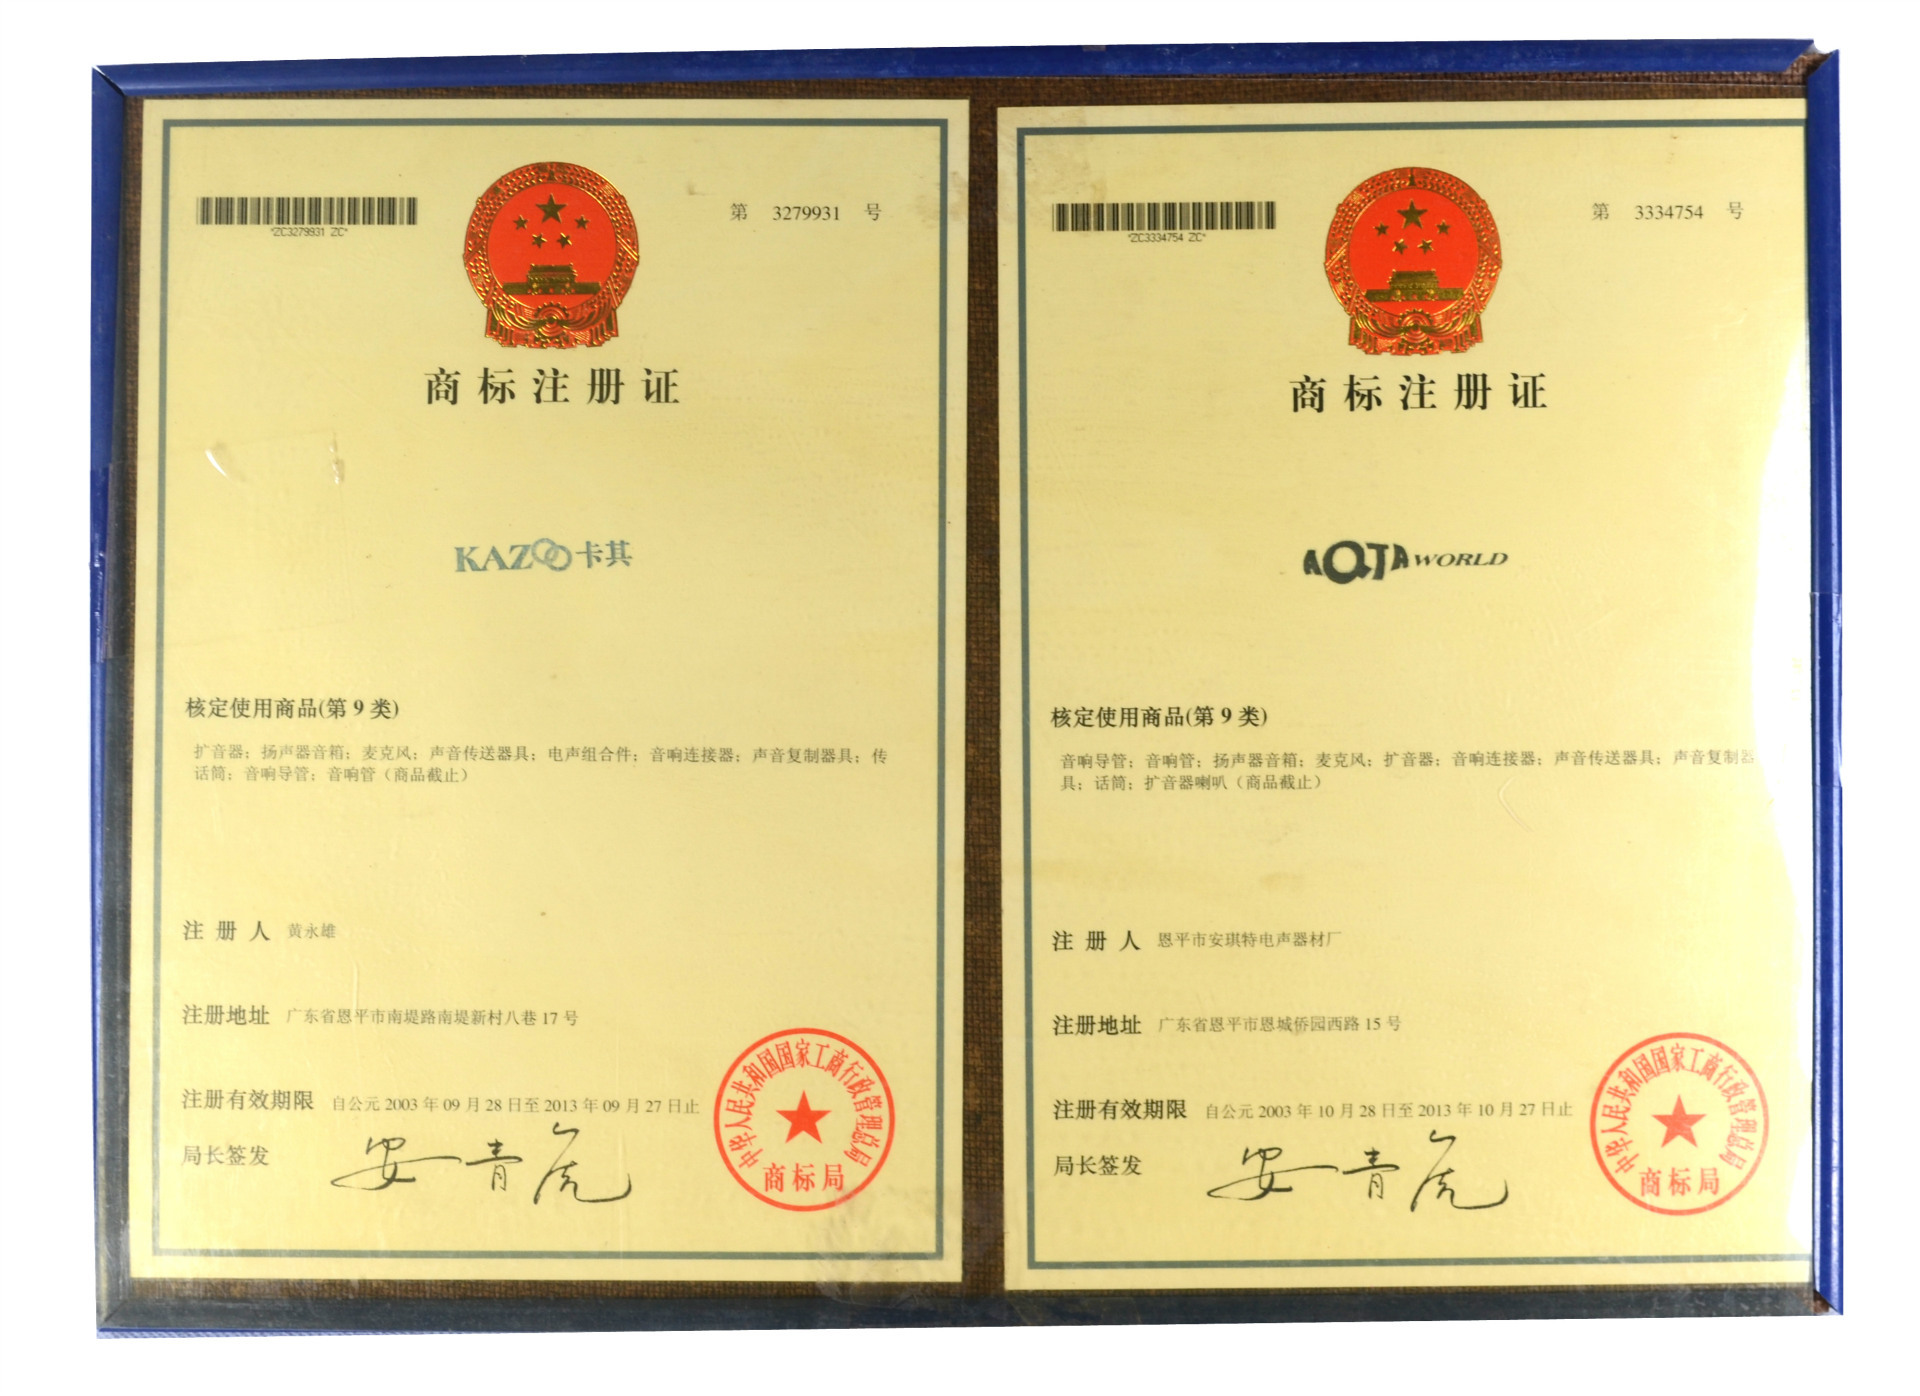 *ZC3279931 ZC*
第 3279931 号
商标注册证
KAZOO卡其
核定使用商品(第 9 类)
扩音器；扬声器音箱；麦克风；声音传送器具；电声组合件；音响连接器；声音复制器具；传
话筒；音响导管；音响管（商品截止）
注册人 黄永雄
注册地址 广东省恩平市南堤路南堤新村八巷 17 号
注册有效期限 自公元 2003 年 09 月 28 日至 2013 年 09 月 27 日止
局长签发 安青虎
中华人民共和国国家工商行政管理总局
商标局
*ZC3334754 ZC*
第 3334754 号
商标注册证
AQTA WORLD
核定使用商品(第 9 类)
音响导管；音响管；扬声器音箱；麦克风；扩音器；音响连接器；声音传送器具；声音复制器
具；话筒；扩音器喇叭（商品截止）
注册人 恩平市安琪特电声器材厂
注册地址 广东省恩平市恩城侨园西路 15 号
注册有效期限 自公元 2003 年 10 月 28 日至 2013 年 10 月 27 日止
局长签发 安青虎
中华人民共和国国家工商行政管理总局
商标局